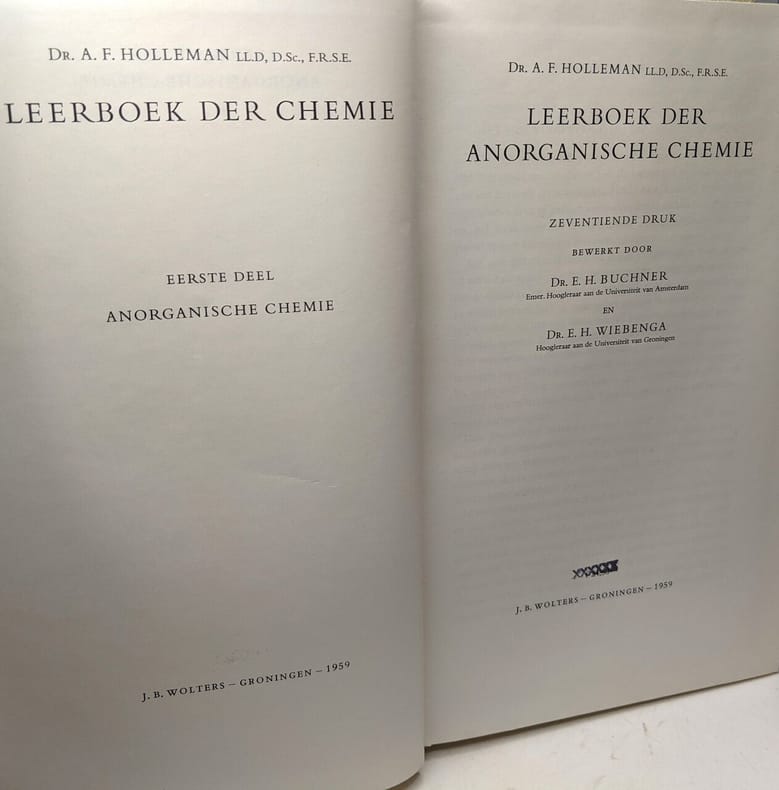 DR. A. F. HOLLEMAN LL.D, D.Sc., F.R.S.E.
LEERBOEK DER CHEMIE
EERSTE DEEL
ANORGANISCHE CHEMIE
J. B. WOLTERS – GRONINGEN – 1959
DR. A. F. HOLLEMAN LL.D, D.Sc., F.R.S.E.
LEERBOEK DER
ANORGANISCHE CHEMIE
ZEVENTIENDE DRUK
BEWERKT DOOR
DR. E. H. BUCHNER
Emer. Hoogleraar aan de Universiteit van Amsterdam
EN
DR. E. H. WIEBENGA
Hoogleraar aan de Universiteit van Groningen
J. B. WOLTERS – GRONINGEN – 1959